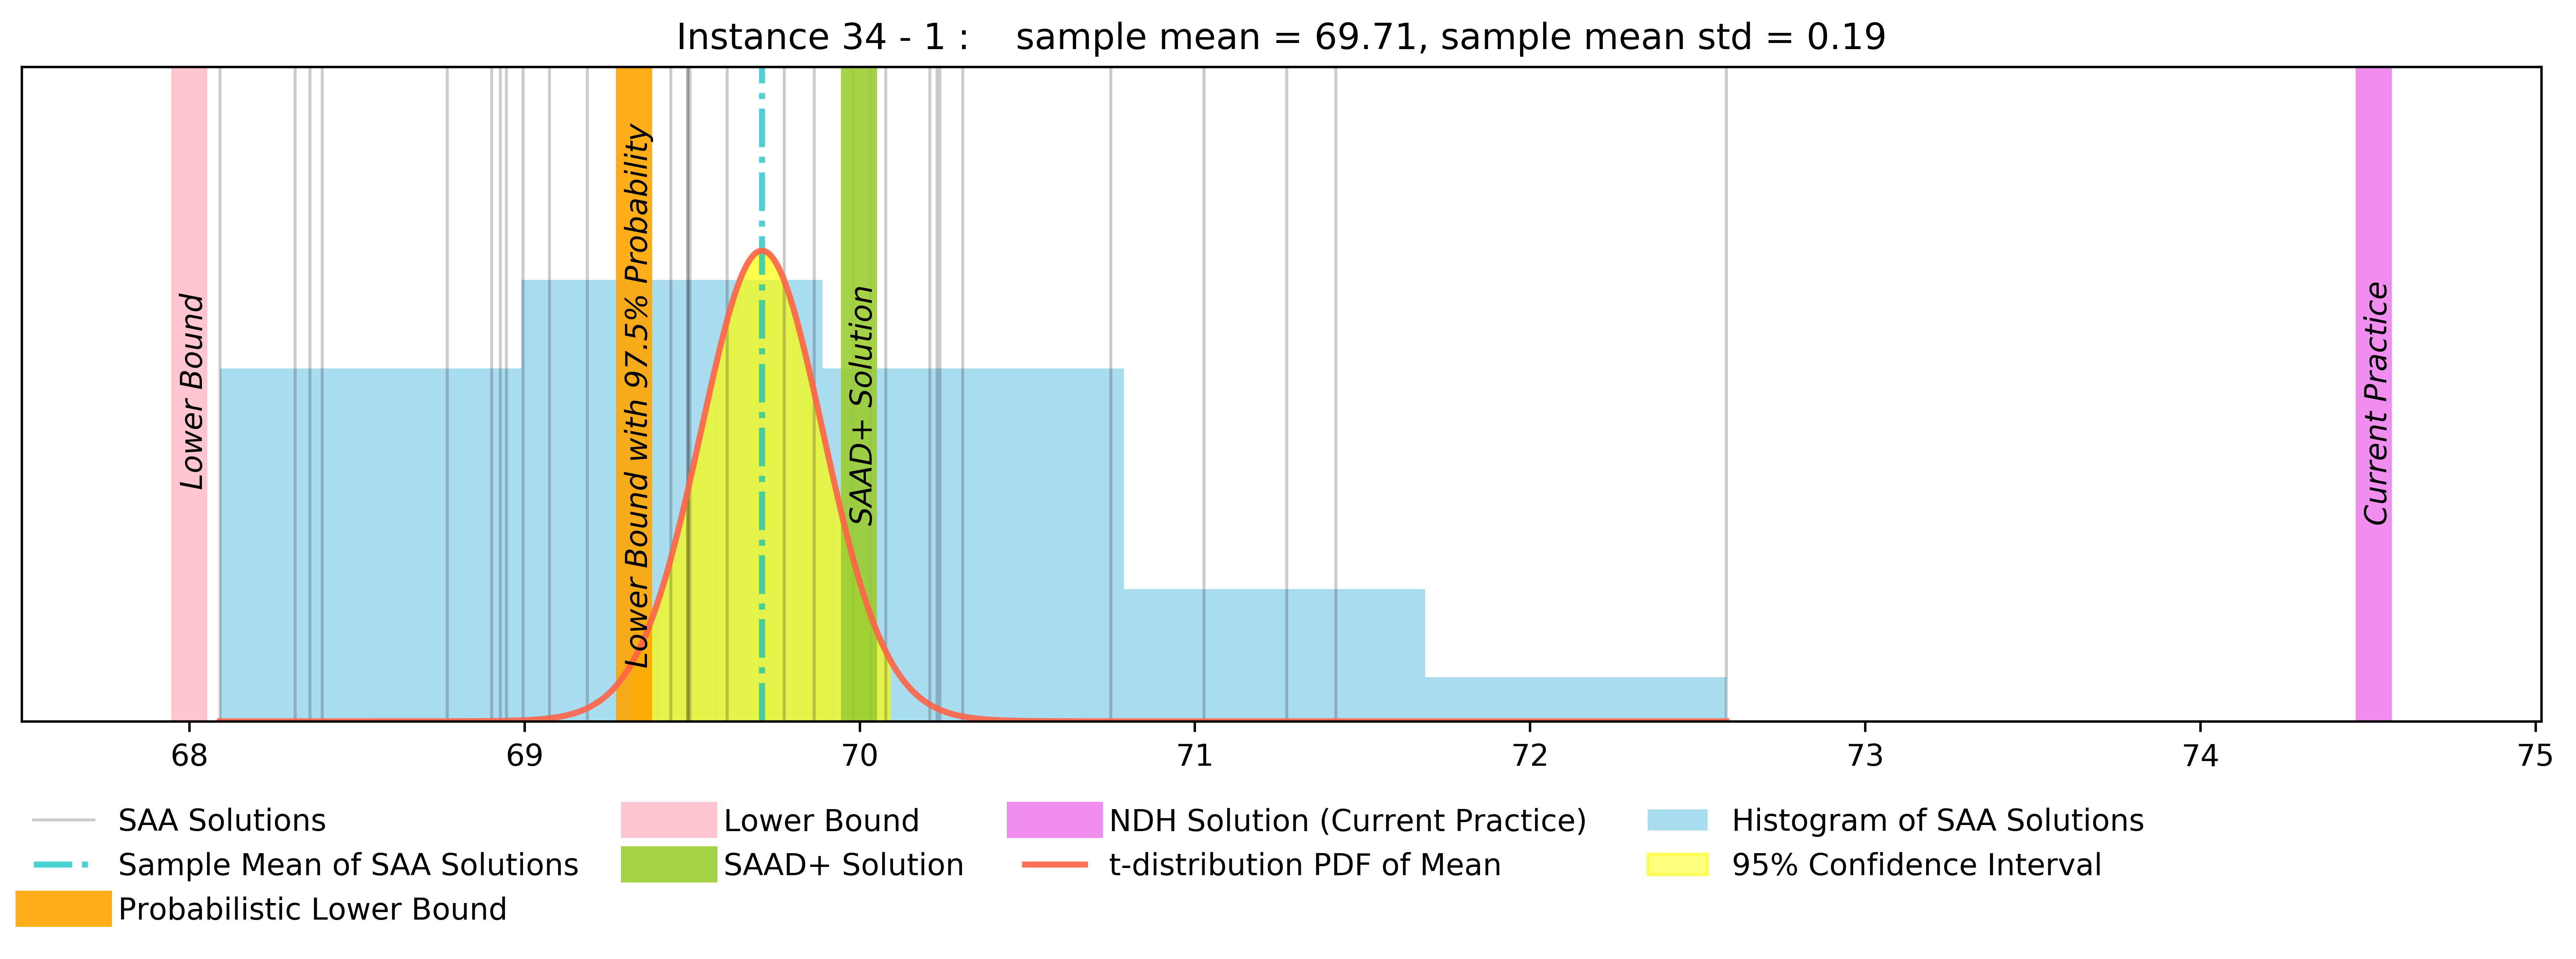 Instance 34 - 1 :    sample mean = 69.71, sample mean std = 0.19
Lower Bound
Lower Bound with 97.5% Probability
SAAD+ Solution
Current Practice
68 69 70 71 72 73 74 75
SAA Solutions
Sample Mean of SAA Solutions
Probabilistic Lower Bound
Lower Bound
SAAD+ Solution
NDH Solution (Current Practice)
t-distribution PDF of Mean
Histogram of SAA Solutions
95% Confidence Interval